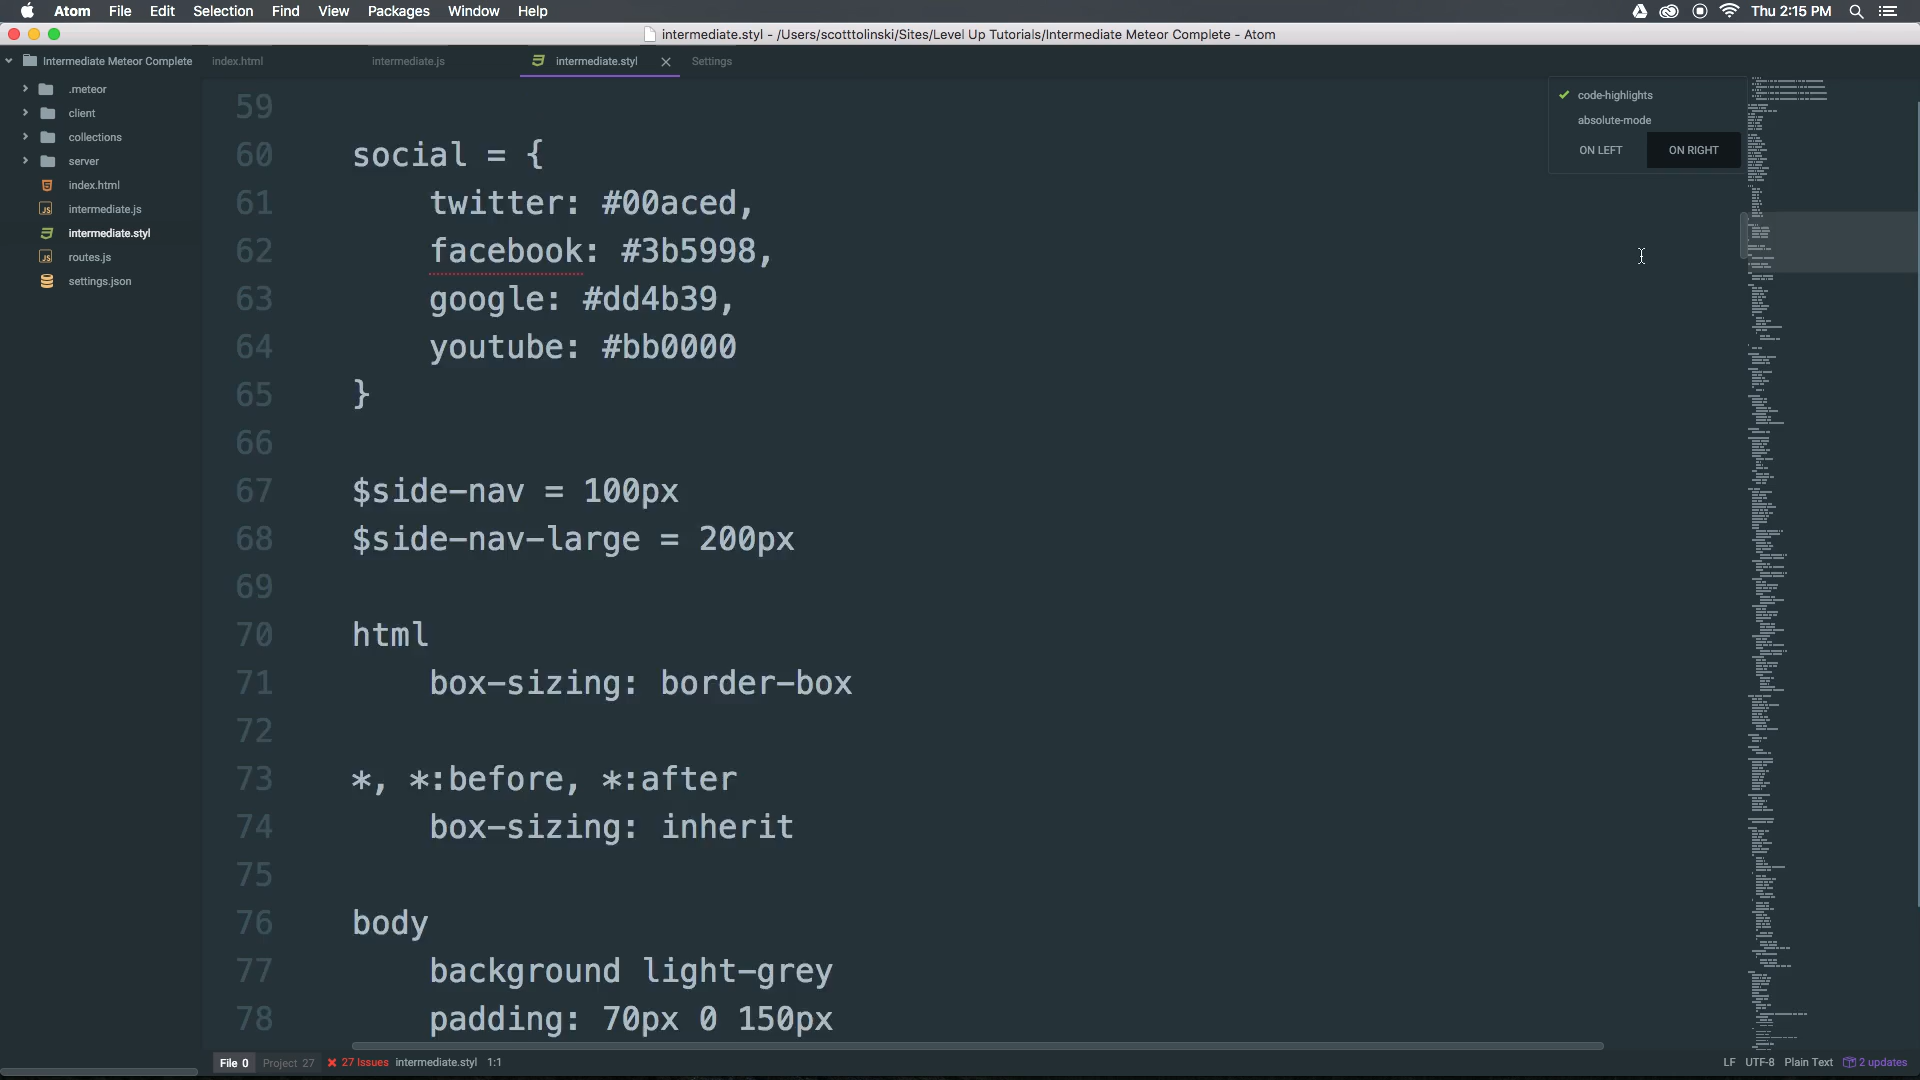 Atom File Edit Selection Find View Packages Window Help Thu 2:15 PM
intermediate.styl - /Users/scotttolinski/Sites/Level Up Tutorials/Intermediate Meteor Complete - Atom
Intermediate Meteor Complete
index.html intermediate.js intermediate.styl Settings
.meteor
client
collections
server
index.html
intermediate.js
intermediate.styl
routes.js
settings.json
code-highlights
absolute-mode
ON LEFT ON RIGHT
59
60 social = {
61 twitter: #00aced,
62 facebook: #3b5998,
63 google: #dd4b39,
64 youtube: #bb0000
65 }
66
67 $side-nav = 100px
68 $side-nav-large = 200px
69
70 html
71 box-sizing: border-box
72
73 *, *:before, *:after
74 box-sizing: inherit
75
76 body
77 background light-grey
78 padding: 70px 0 150px
File 0 Project 27 27 Issues intermediate.styl 1:1 LF UTF-8 Plain Text 2 updates